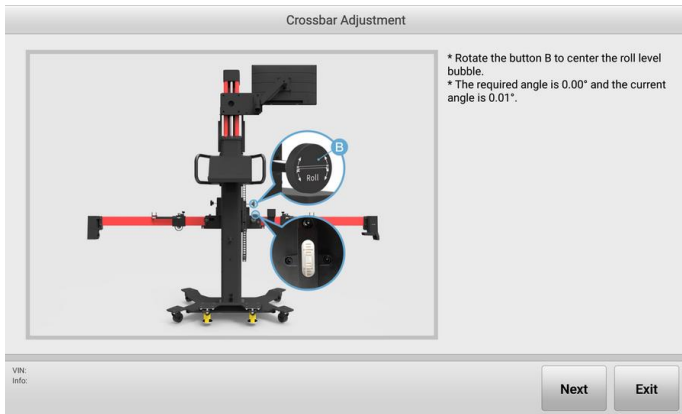 Crossbar Adjustment
* Rotate the button B to center the roll level
bubble.
* The required angle is 0.00° and the current
angle is 0.01°.
B
Roll
VIN:
Info:
Next
Exit